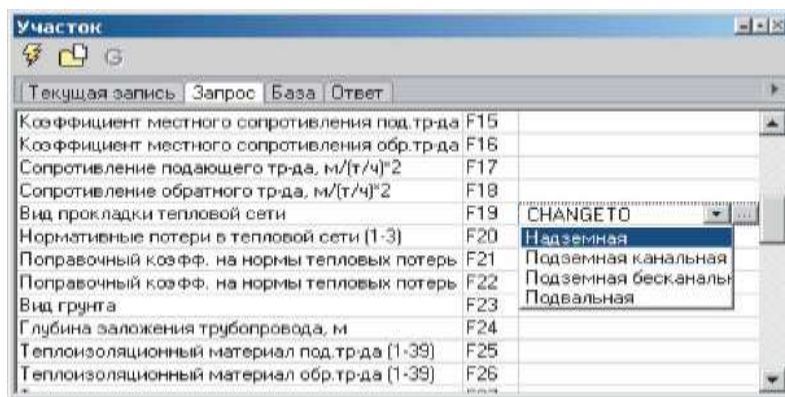 Участок
G
Текущая запись Запрос База Ответ
Коэффициент местного сопротивления под.тр-да F15
Коэффициент местного сопротивления обр.тр-да F16
Сопротивление подающего тр-да, м/(т/ч)*2 F17
Сопротивление обратного тр-да, м/(т/ч)*2 F18
Вид прокладки тепловой сети F19 CHANGETO ...
Нормативные потери в тепловой сети (1-3) F20 Надземная
Поправочный коэфф. на нормы тепловых потерь F21 Подземная канальная
Поправочный коэфф. на нормы тепловых потерь F22 Подземная бесканальн
Вид грунта F23 Подвальная
Глубина заложения трубопровода, м F24
Теплоизоляционный материал под.тр-да (1-39) F25
Теплоизоляционный материал обр.тр-да (1-39) F26